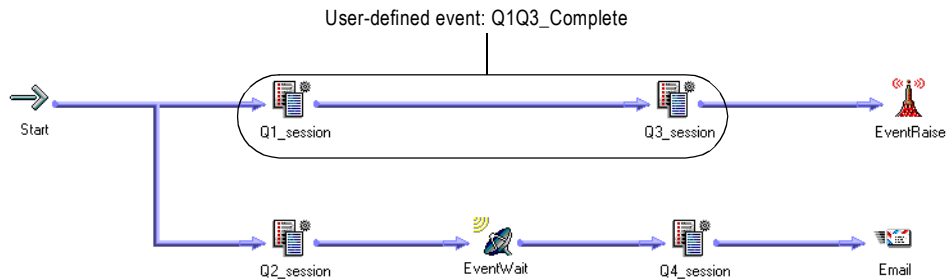 User-defined event: Q1Q3_Complete
Start
Q1_session
Q3_session
EventRaise
Q2_session
EventWait
Q4_session
Email